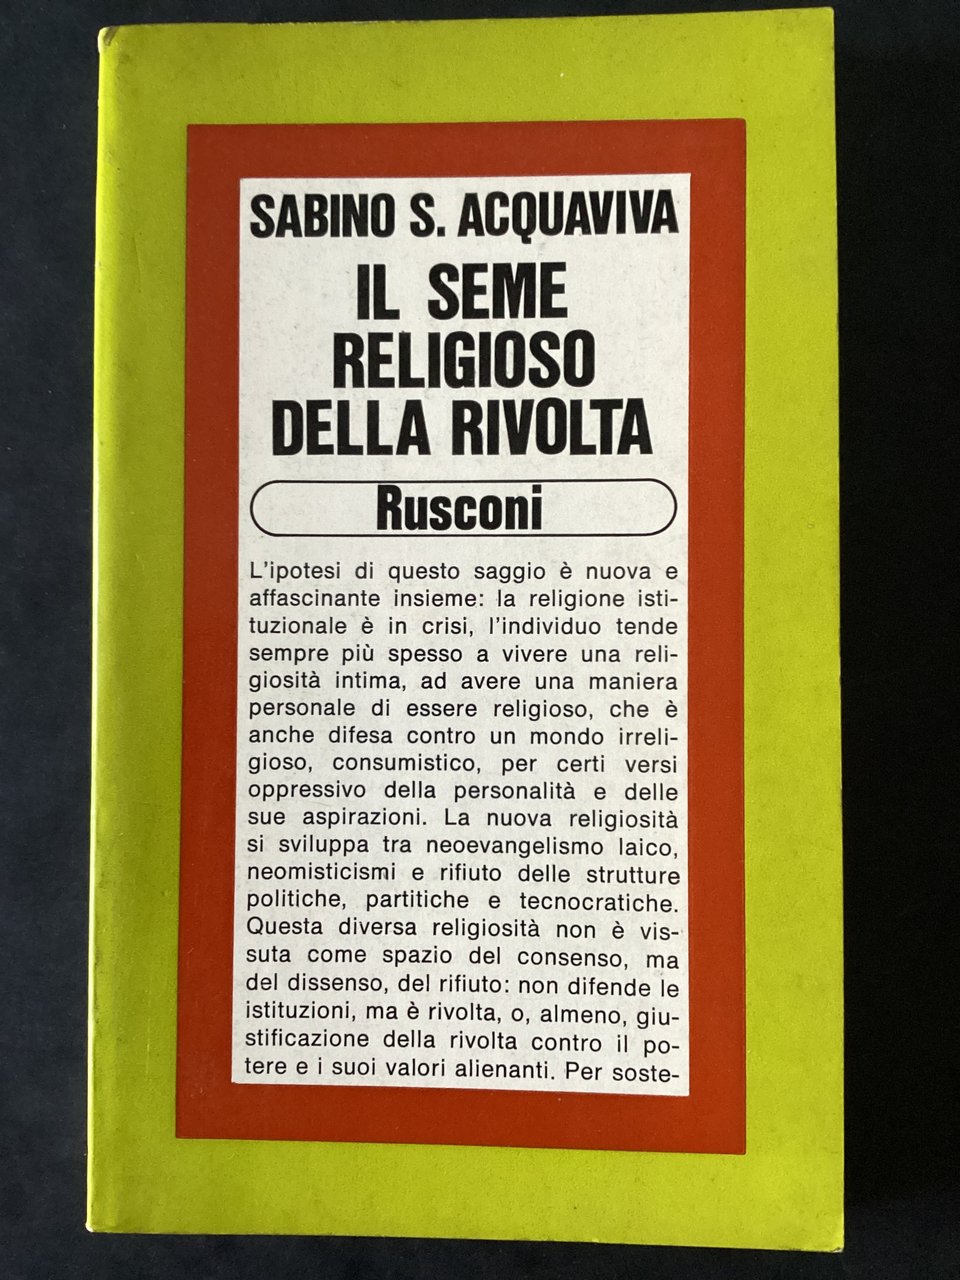 SABINO S. ACQUAVIVA
IL SEME
RELIGIOSO
DELLA RIVOLTA
Rusconi
L'ipotesi di questo saggio è nuova e
affascinante insieme: la religione isti-
tuzionale è in crisi, l'individuo tende
sempre più spesso a vivere una reli-
giosità intima, ad avere una maniera
personale di essere religioso, che è
anche difesa contro un mondo irreli-
gioso, consumistico, per certi versi
oppressivo della personalità e delle
sue aspirazioni. La nuova religiosità
si sviluppa tra neoevangelismo laico,
neomisticismi e rifiuto delle strutture
politiche, partitiche e tecnocratiche.
Questa diversa religiosità non è vis-
suta come spazio del consenso, ma
del dissenso, del rifiuto: non difende le
istituzioni, ma è rivolta, o, almeno, giu-
stificazione della rivolta contro il po-
tere e i suoi valori alienanti. Per soste-